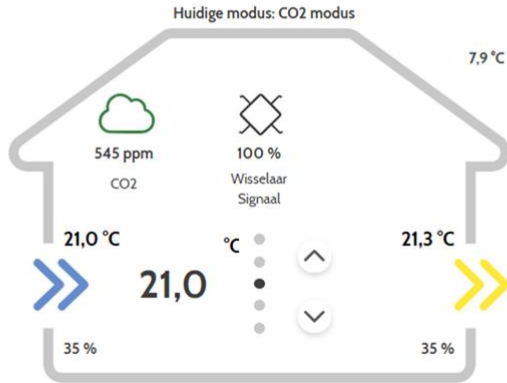 Huidige modus: CO2 modus
7,9 °C
545 ppm
100 %
CO2
Wisselaar
Signaal
21,0 °C
°C
21,3 °C
21,0
35 %
35 %